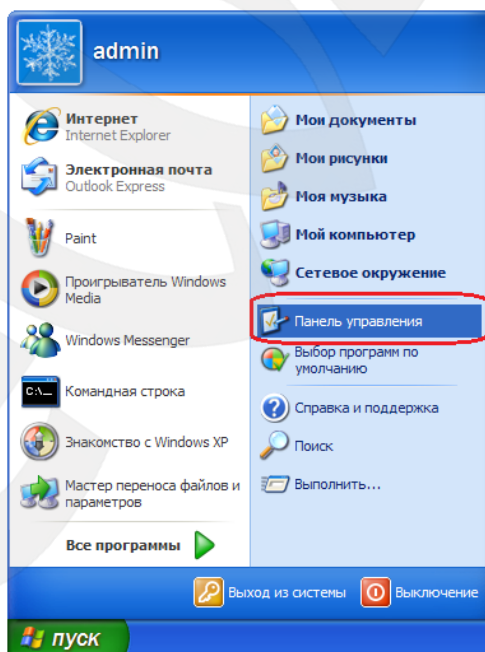 admin
Интернет
Internet Explorer
Электронная почта
Outlook Express
Paint
Проигрыватель Windows
Media
Windows Messenger
C:\_
Командная строка
Знакомство с Windows XP
Мастер переноса файлов и
параметров
Все программы
Мои документы
Мои рисунки
Моя музыка
Мой компьютер
Сетевое окружение
Панель управления
Выбор программ по
умолчанию
Справка и поддержка
Поиск
Выполнить...
Выход из системы
Выключение
пуск